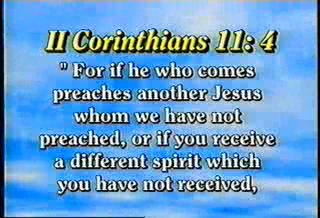 II Corinthians 11: 4
" For if he who comes
preaches another Jesus
whom we have not
preached, or if you receive
a different spirit which
you have not received,